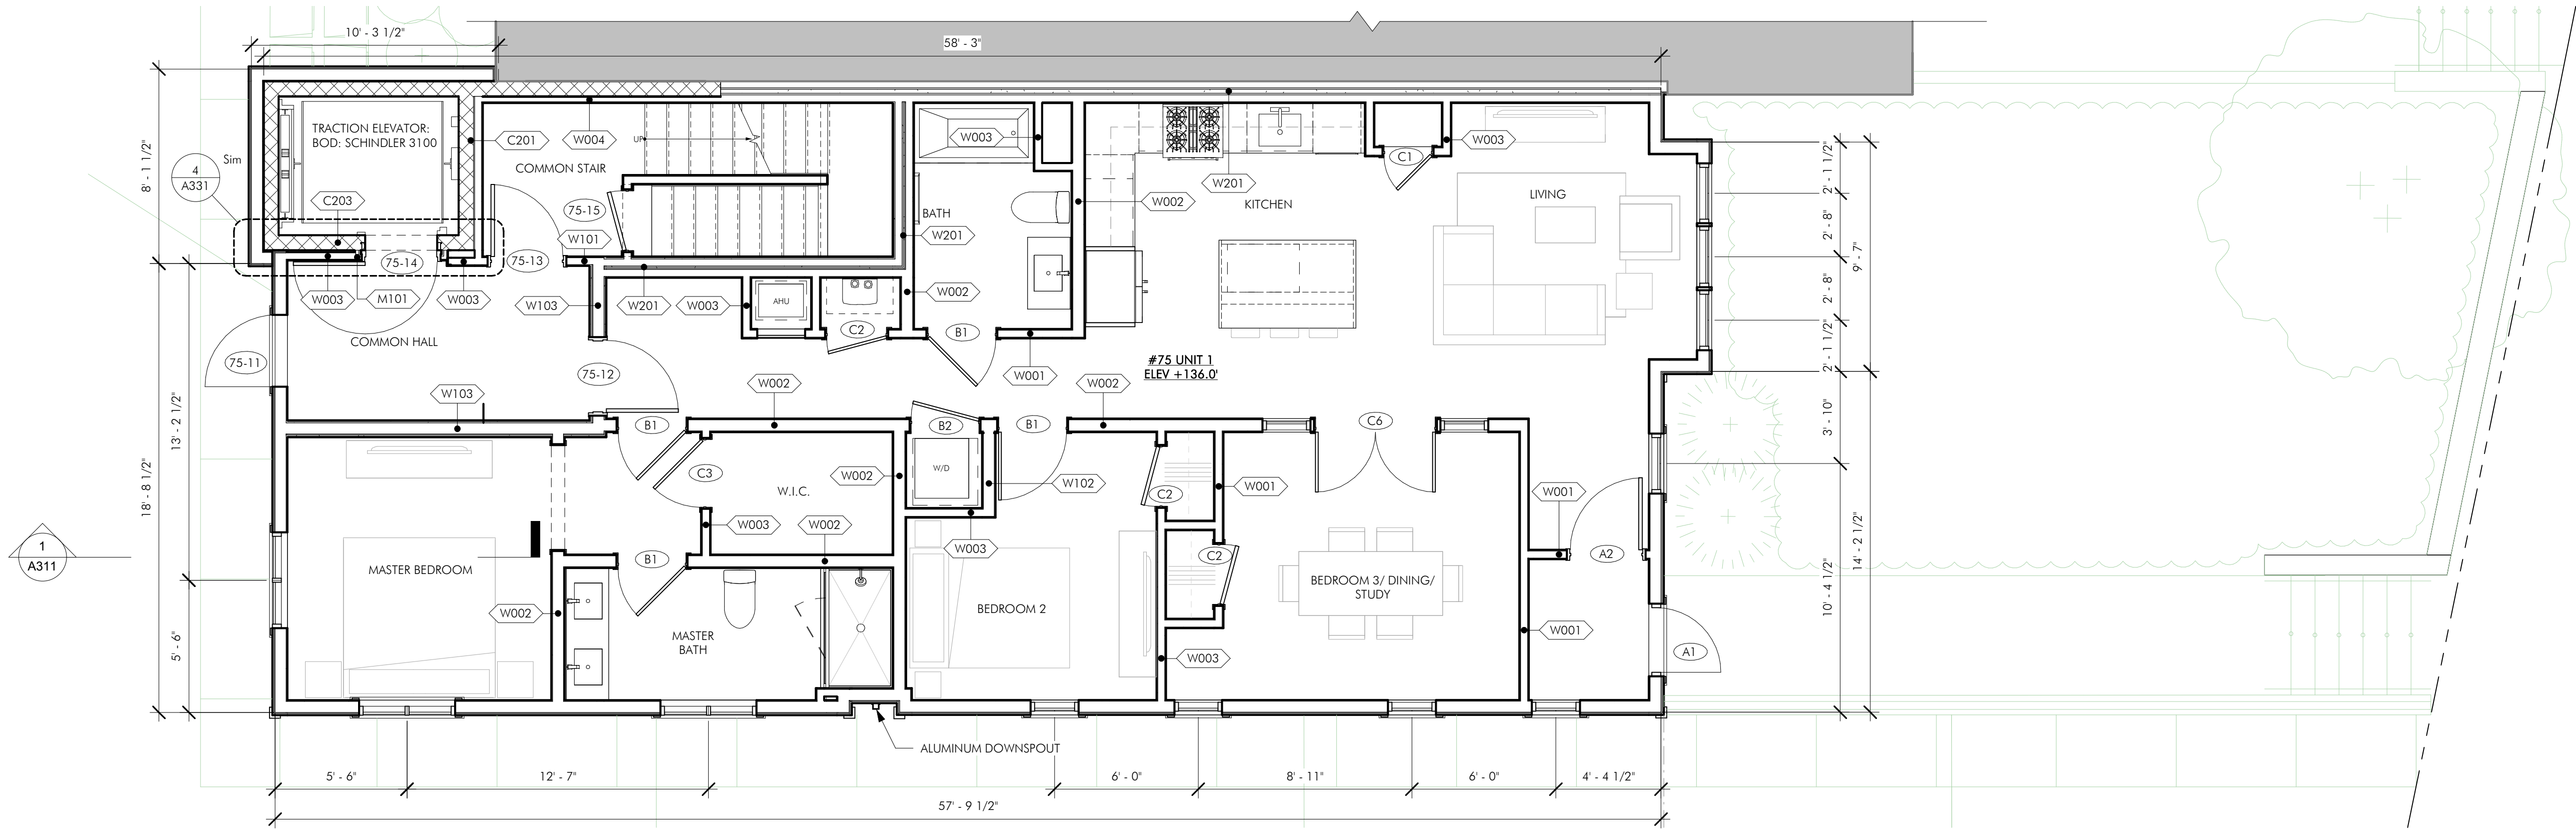 10' - 3 1/2"
58' - 3"
8' - 1 1/2"
4
A331
Sim
TRACTION ELEVATOR:
BOD: SCHINDLER 3100
C201
W004
COMMON STAIR
UP
C203
75-15
W101
75-14
75-13
W003
M101
W003
W103
W201
W003
AHU
C2
W002
W201
BATH
W003
B1
W001
W002
KITCHEN
W201
C1
W003
LIVING
2' - 1 1/2"
2' - 8"
2' - 8"
2' - 1 1/2"
9' - 7"
COMMON HALL
75-11
75-12
#75 UNIT 1
ELEV +136.0'
W103
W002
W002
B1
B2
B1
C6
3' - 10"
13' - 2 1/2"
18' - 8 1/2"
C3
W.I.C.
W002
W/D
W102
C2
W001
W001
W003
W002
W003
1
A311
MASTER BEDROOM
B1
C2
A2
BEDROOM 3/ DINING/
STUDY
10' - 4 1/2"
14' - 2 1/2"
5' - 6"
W002
MASTER
BATH
BEDROOM 2
W001
W003
A1
ALUMINUM DOWNSPOUT
5' - 6"
12' - 7"
6' - 0"
8' - 11"
6' - 0"
4' - 4 1/2"
57' - 9 1/2"